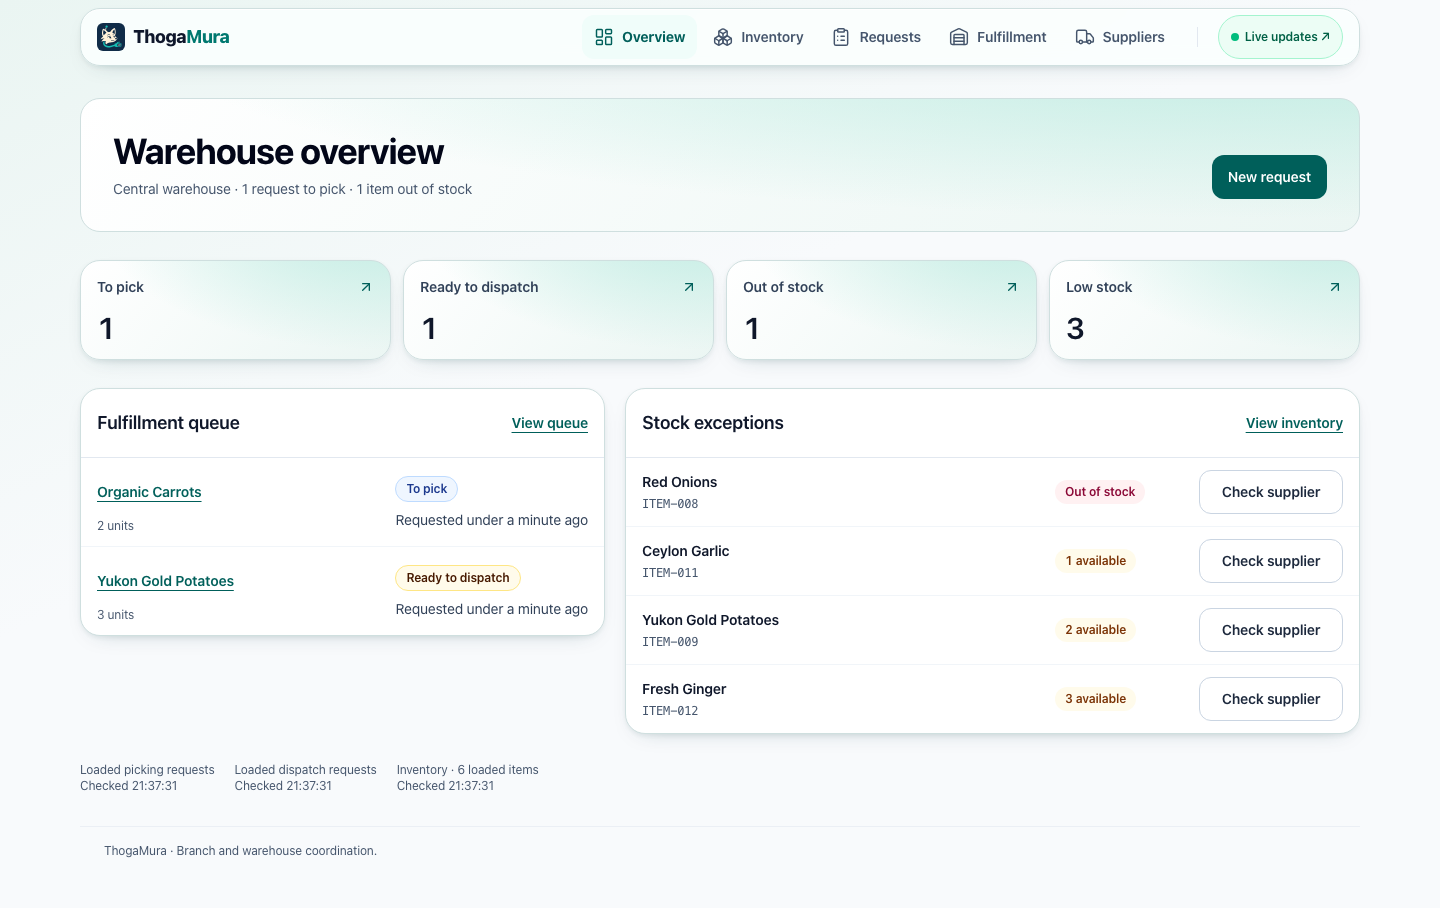 ThogaMura
Overview
Inventory
Requests
Fulfillment
Suppliers
Live updates
Warehouse overview
Central warehouse · 1 request to pick · 1 item out of stock
New request
To pick
1
Ready to dispatch
1
Out of stock
1
Low stock
3
Fulfillment queue
View queue
Organic Carrots
2 units
To pick
Requested under a minute ago
Yukon Gold Potatoes
3 units
Ready to dispatch
Requested under a minute ago
Stock exceptions
View inventory
Red Onions
ITEM-008
Out of stock
Check supplier
Ceylon Garlic
ITEM-011
1 available
Check supplier
Yukon Gold Potatoes
ITEM-009
2 available
Check supplier
Fresh Ginger
ITEM-012
3 available
Check supplier
Loaded picking requests
Checked 21:37:31
Loaded dispatch requests
Checked 21:37:31
Inventory · 6 loaded items
Checked 21:37:31
ThogaMura · Branch and warehouse coordination.